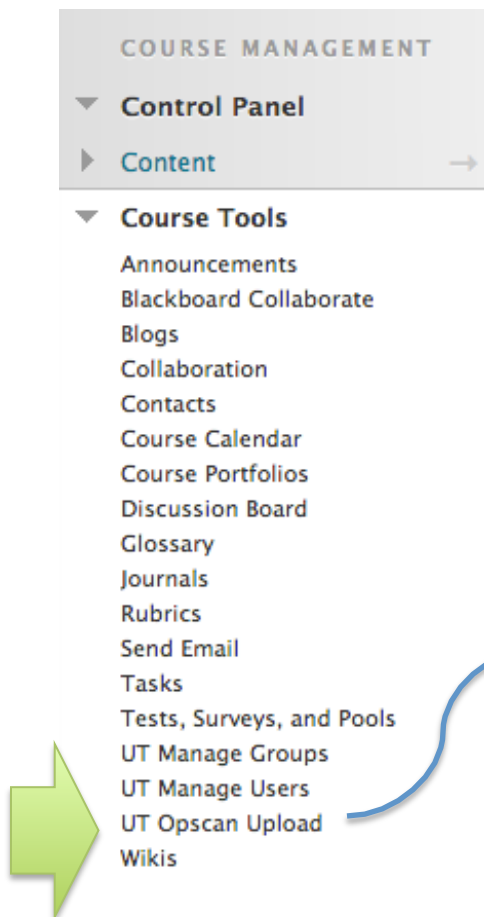 COURSE MANAGEMENT
Control Panel
Content
Course Tools
Announcements
Blackboard Collaborate
Blogs
Collaboration
Contacts
Course Calendar
Course Portfolios
Discussion Board
Glossary
Journals
Rubrics
Send Email
Tasks
Tests, Surveys, and Pools
UT Manage Groups
UT Manage Users
UT Opscan Upload
Wikis